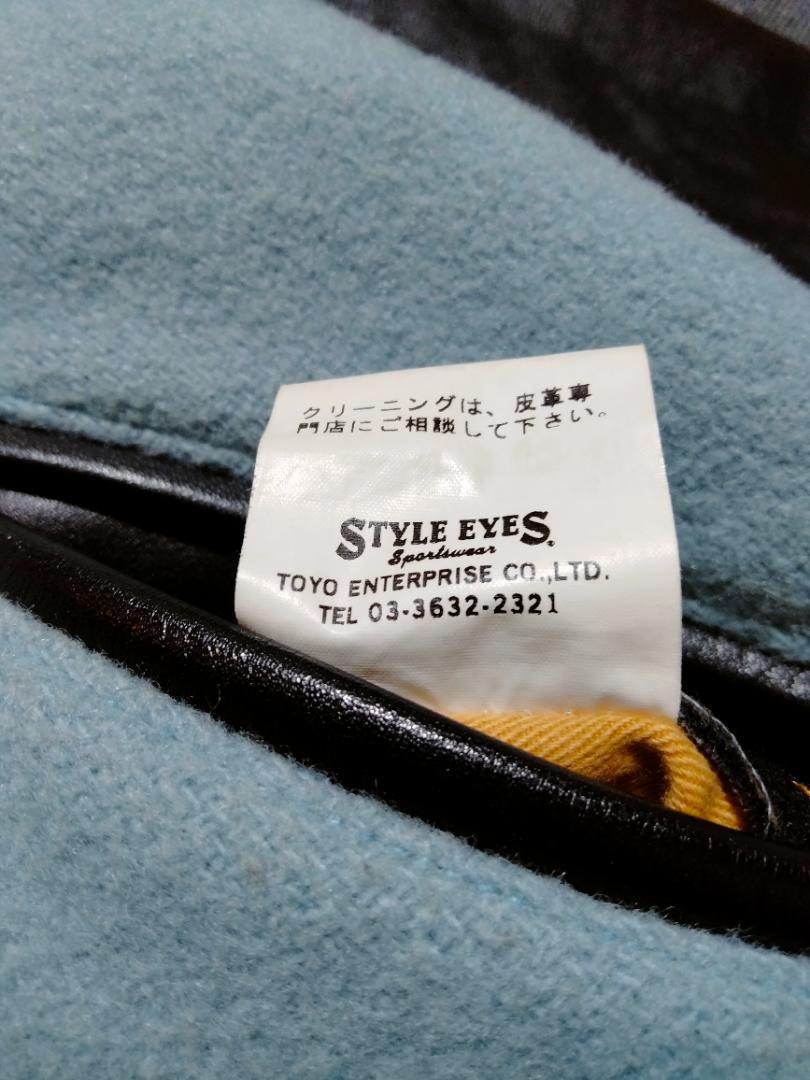 クリーニングは、皮革専
門店にご相談して下さい。
STYLE EYES
Sportswear
TOYO ENTERPRISE CO.,LTD.
TEL 03-3632-2321